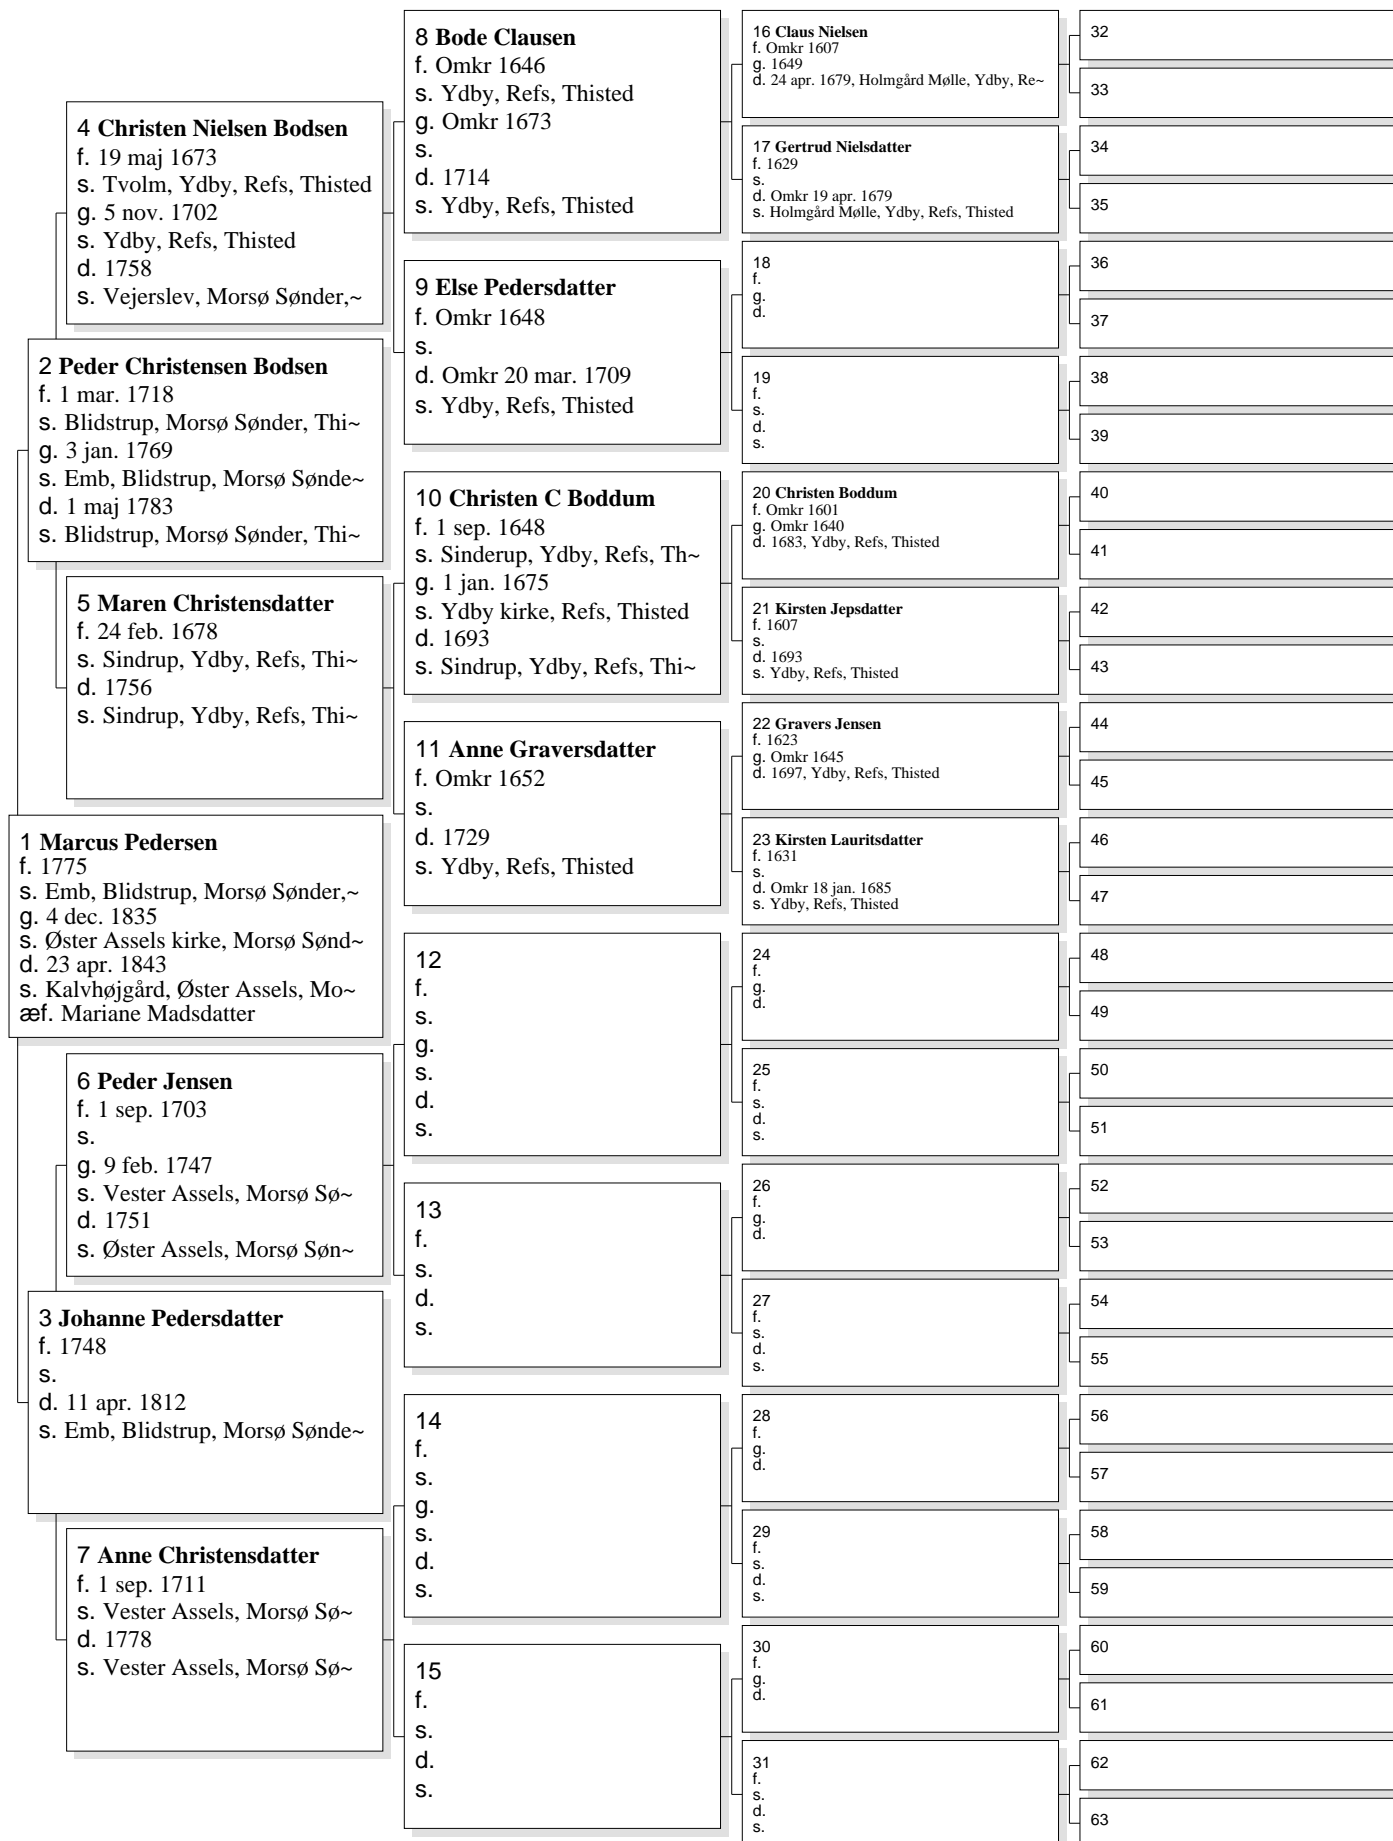 1 Marcus Pedersen
f. 1775
s. Emb, Blidstrup, Morsø Sønder,~
g. 4 dec. 1835
s. Øster Assels kirke, Morsø Sønd~
d. 23 apr. 1843
s. Kalvhøjgård, Øster Assels, Mo~
æf. Mariane Madsdatter
2 Peder Christensen Bodsen
f. 1 mar. 1718
s. Blidstrup, Morsø Sønder, Thi~
g. 3 jan. 1769
s. Emb, Blidstrup, Morsø Sønde~
d. 1 maj 1783
s. Blidstrup, Morsø Sønder, Thi~
3 Johanne Pedersdatter
f. 1748
s.
d. 11 apr. 1812
s. Emb, Blidstrup, Morsø Sønde~
4 Christen Nielsen Bodsen
f. 19 maj 1673
s. Tvolm, Ydby, Refs, Thisted
g. 5 nov. 1702
s. Ydby, Refs, Thisted
d. 1758
s. Vejerslev, Morsø Sønder,~
5 Maren Christensdatter
f. 24 feb. 1678
s. Sindrup, Ydby, Refs, Thi~
d. 1756
s. Sindrup, Ydby, Refs, Thi~
6 Peder Jensen
f. 1 sep. 1703
s.
g. 9 feb. 1747
s. Vester Assels, Morsø Sø~
d. 1751
s. Øster Assels, Morsø Søn~
7 Anne Christensdatter
f. 1 sep. 1711
s. Vester Assels, Morsø Sø~
d. 1778
s. Vester Assels, Morsø Sø~
8 Bode Clausen
f. Omkr 1646
s. Ydby, Refs, Thisted
g. Omkr 1673
s.
d. 1714
s. Ydby, Refs, Thisted
9 Else Pedersdatter
f. Omkr 1648
s.
d. Omkr 20 mar. 1709
s. Ydby, Refs, Thisted
10 Christen C Boddum
f. 1 sep. 1648
s. Sinderup, Ydby, Refs, Th~
g. 1 jan. 1675
s. Ydby kirke, Refs, Thisted
d. 1693
s. Sindrup, Ydby, Refs, Thi~
11 Anne Graversdatter
f. Omkr 1652
s.
d. 1729
s. Ydby, Refs, Thisted
12
f.
s.
g.
s.
d.
s.
13
f.
s.
d.
s.
14
f.
s.
g.
s.
d.
s.
15
f.
s.
d.
s.
16 Claus Nielsen
f. Omkr 1607
g. 1649
d. 24 apr. 1679, Holmgård Mølle, Ydby, Re~
17 Gertrud Nielsdatter
f. 1629
s.
d. Omkr 19 apr. 1679
s. Holmgård Mølle, Ydby, Refs, Thisted
18
f.
g.
d.
19
f.
s.
d.
s.
20 Christen Boddum
f. Omkr 1601
g. Omkr 1640
d. 1683, Ydby, Refs, Thisted
21 Kirsten Jepsdatter
f. 1607
s.
d. 1693
s. Ydby, Refs, Thisted
22 Gravers Jensen
f. 1623
g. Omkr 1645
d. 1697, Ydby, Refs, Thisted
23 Kirsten Lauritsdatter
f. 1631
s.
d. Omkr 18 jan. 1685
s. Ydby, Refs, Thisted
24
f.
g.
d.
25
f.
s.
d.
s.
26
f.
g.
d.
27
f.
s.
d.
s.
28
f.
g.
d.
29
f.
s.
d.
s.
30
f.
g.
d.
31
f.
s.
d.
s.
32
33
34
35
36
37
38
39
40
41
42
43
44
45
46
47
48
49
50
51
52
53
54
55
56
57
58
59
60
61
62
63